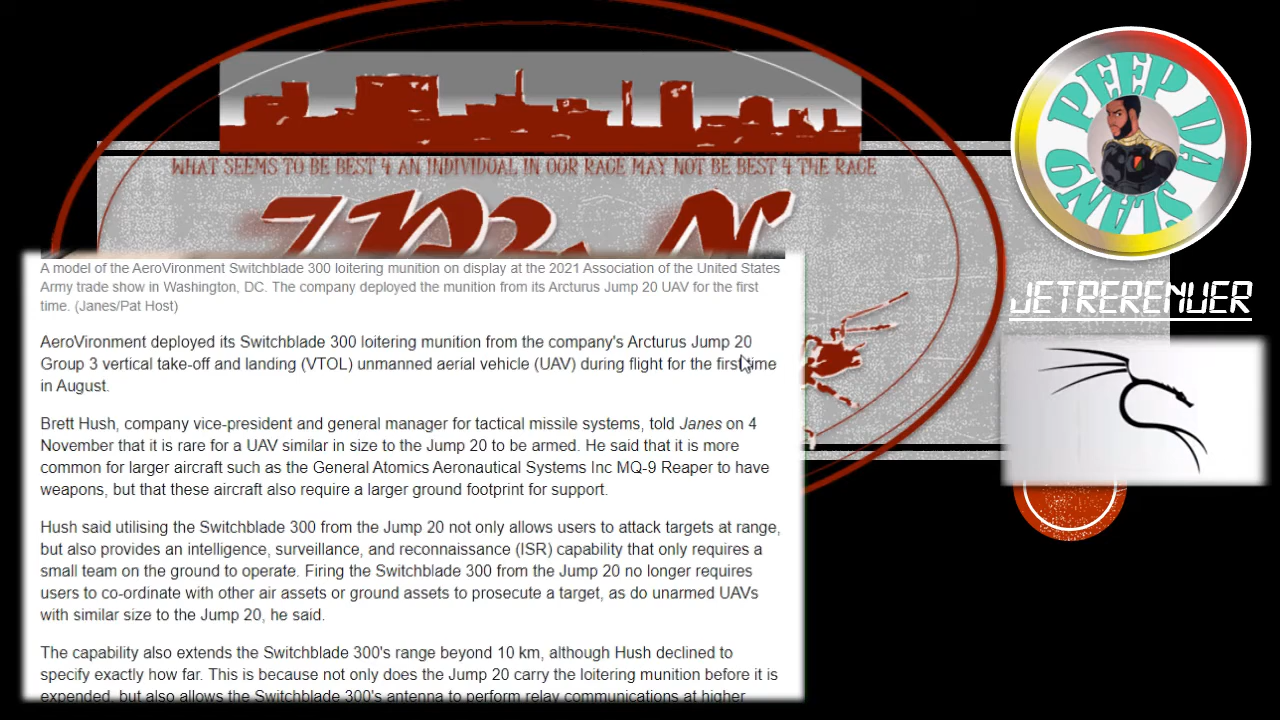 WHAT SEEMS TO BE BEST 4 AN INDIVIDUAL IN OUR RACE MAY NOT BE BEST 4 THE RACE
PEEP DA SLANG
JETRERENUER
A model of the AeroVironment Switchblade 300 loitering munition on display at the 2021 Association of the United States
Army trade show in Washington, DC. The company deployed the munition from its Arcturus Jump 20 UAV for the first
time. (Janes/Pat Host)
AeroVironment deployed its Switchblade 300 loitering munition from the company's Arcturus Jump 20
Group 3 vertical take-off and landing (VTOL) unmanned aerial vehicle (UAV) during flight for the first time
in August.
Brett Hush, company vice-president and general manager for tactical missile systems, told Janes on 4
November that it is rare for a UAV similar in size to the Jump 20 to be armed. He said that it is more
common for larger aircraft such as the General Atomics Aeronautical Systems Inc MQ-9 Reaper to have
weapons, but that these aircraft also require a larger ground footprint for support.
Hush said utilising the Switchblade 300 from the Jump 20 not only allows users to attack targets at range,
but also provides an intelligence, surveillance, and reconnaissance (ISR) capability that only requires a
small team on the ground to operate. Firing the Switchblade 300 from the Jump 20 no longer requires
users to co-ordinate with other air assets or ground assets to prosecute a target, as do unarmed UAVs
with similar size to the Jump 20, he said.
The capability also extends the Switchblade 300's range beyond 10 km, although Hush declined to
specify exactly how far. This is because not only does the Jump 20 carry the loitering munition before it is
expended, but also allows the Switchblade 300's antenna to perform relay communications at higher